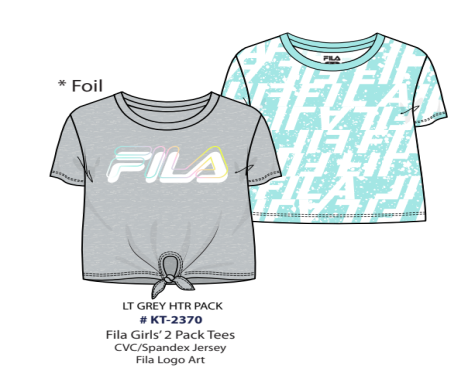 * Foil
FILA
FILA
LT GREY HTR PACK
# KT-2370
Fila Girls' 2 Pack Tees
CVC/Spandex Jersey
Fila Logo Art